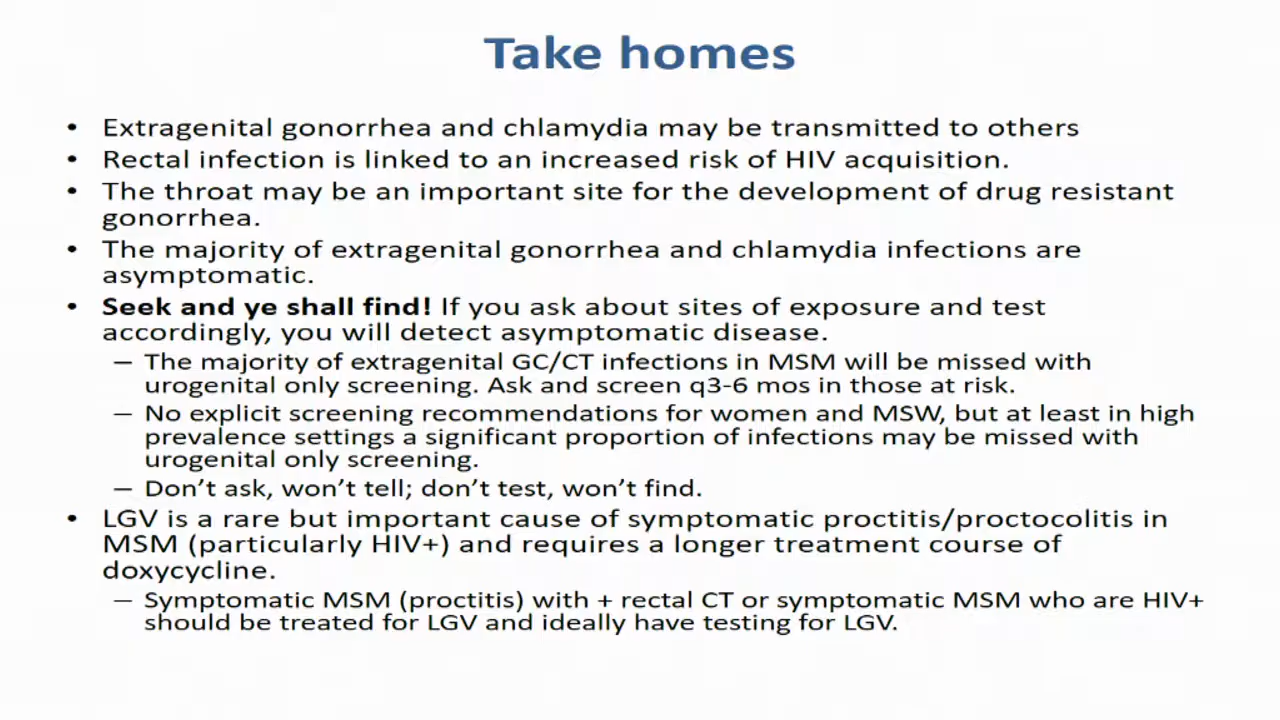 Take homes
• Extragenital gonorrhea and chlamydia may be transmitted to others
• Rectal infection is linked to an increased risk of HIV acquisition.
• The throat may be an important site for the development of drug resistant
gonorrhea.
• The majority of extragenital gonorrhea and chlamydia infections are
asymptomatic.
• Seek and ye shall find! If you ask about sites of exposure and test
accordingly, you will detect asymptomatic disease.
– The majority of extragenital GC/CT infections in MSM will be missed with
urogenital only screening. Ask and screen q3-6 mos in those at risk.
– No explicit screening recommendations for women and MSW, but at least in high
prevalence settings a significant proportion of infections may be missed with
urogenital only screening.
– Don’t ask, won’t tell; don’t test, won’t find.
• LGV is a rare but important cause of symptomatic proctitis/proctocolitis in
MSM (particularly HIV+) and requires a longer treatment course of
doxycycline.
– Symptomatic MSM (proctitis) with + rectal CT or symptomatic MSM who are HIV+
should be treated for LGV and ideally have testing for LGV.